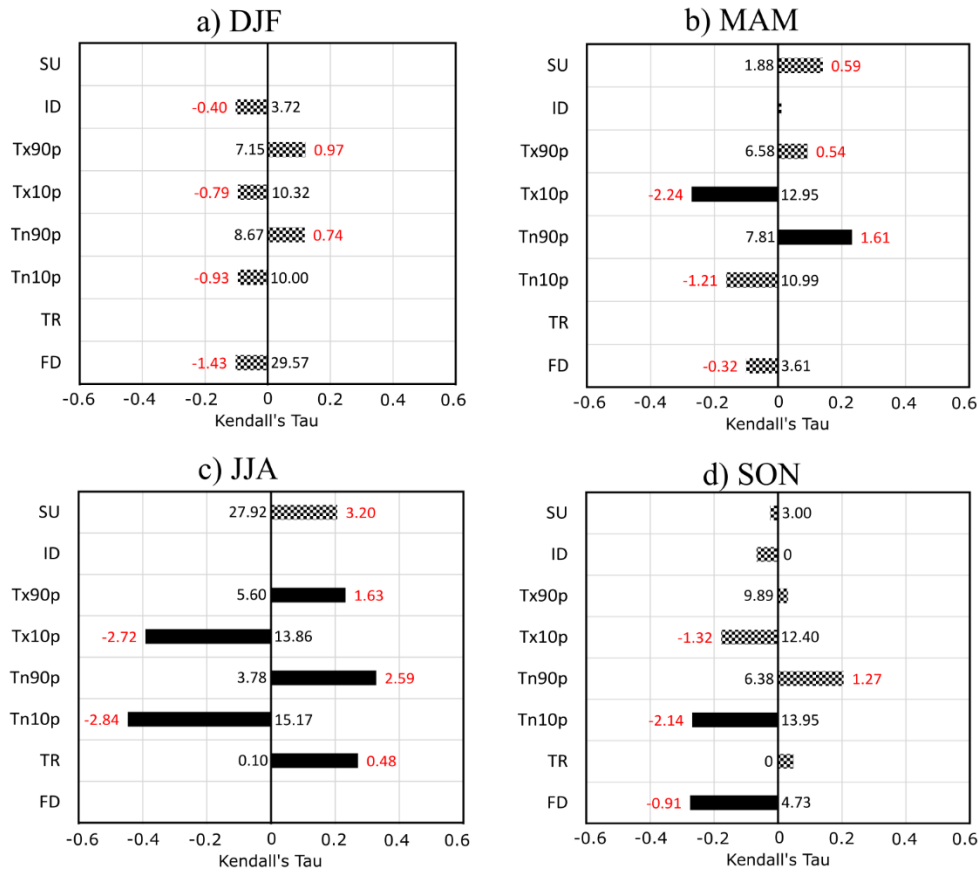 a) DJF
SU
ID -0.40 3.72
Tx90p 7.15 0.97
Tx10p -0.79 10.32
Tn90p 8.67 0.74
Tn10p -0.93 10.00
TR
FD -1.43 29.57
-0.6 -0.4 -0.2 0 0.2 0.4 0.6
Kendall's Tau
b) MAM
SU 1.88 0.59
ID
Tx90p 6.58 0.54
Tx10p -2.24 12.95
Tn90p 7.81 1.61
Tn10p -1.21 10.99
TR
FD -0.32 3.61
-0.6 -0.4 -0.2 0 0.2 0.4 0.6
Kendall's Tau
c) JJA
SU 27.92 3.20
ID
Tx90p 5.60 1.63
Tx10p -2.72 13.86
Tn90p 3.78 2.59
Tn10p -2.84 15.17
TR 0.10 0.48
FD
-0.6 -0.4 -0.2 0 0.2 0.4 0.6
Kendall's Tau
d) SON
SU 3.00
ID 0
Tx90p 9.89
Tx10p -1.32 12.40
Tn90p 6.38 1.27
Tn10p -2.14 13.95
TR 0
FD -0.91 4.73
-0.6 -0.4 -0.2 0 0.2 0.4 0.6
Kendall's Tau